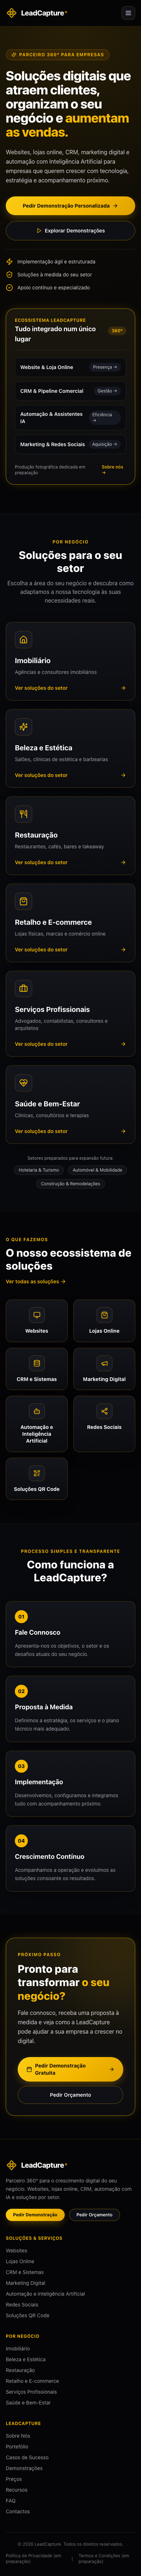 LeadCapture
PARCEIRO 360º PARA EMPRESAS
Soluções digitais que
atraem clientes,
organizam o seu
negócio e aumentam
as vendas.
Websites, lojas online, CRM, marketing digital e
automação com Inteligência Artificial para
empresas que querem crescer com tecnologia,
estratégia e acompanhamento próximo.
Pedir Demonstração Personalizada →
Explorar Demonstrações
Implementação ágil e estruturada
Soluções à medida do seu setor
Apoio contínuo e especializado
ECOSSISTEMA LEADCAPTURE
Tudo integrado num único
lugar
360º
Website & Loja Online
Presença →
CRM & Pipeline Comercial
Gestão →
Automação & Assistentes
IA
Eficiência
→
Marketing & Redes Sociais
Aquisição →
Produção fotográfica dedicada em
preparação
Sobre nós
→
POR NEGÓCIO
Soluções para o seu
setor
Escolha a área do seu negócio e descubra como
adaptamos a nossa tecnologia às suas
necessidades reais.
Imobiliário
Agências e consultores imobiliários
Ver soluções do setor →
Beleza e Estética
Salões, clínicas de estética e barbearias
Ver soluções do setor →
Restauração
Restaurantes, cafés, bares e takeaway
Ver soluções do setor →
Retalho e E-commerce
Lojas físicas, marcas e comércio online
Ver soluções do setor →
Serviços Profissionais
Advogados, contabilistas, consultores e
arquitetos
Ver soluções do setor →
Saúde e Bem-Estar
Clínicas, consultórios e terapias
Ver soluções do setor →
Setores preparados para expansão futura:
Hotelaria & Turismo
Automóvel & Mobilidade
Construção & Remodelações
O QUE FAZEMOS
O nosso ecossistema de
soluções
Ver todas as soluções →
Websites
Lojas Online
CRM e Sistemas
Marketing Digital
Automação e
Inteligência
Artificial
Redes Sociais
Soluções QR Code
PROCESSO SIMPLES E TRANSPARENTE
Como funciona a
LeadCapture?
01
Fale Connosco
Apresenta-nos os objetivos, o setor e os
desafios atuais do seu negócio.
02
Proposta à Medida
Definimos a estratégia, os serviços e o plano
técnico mais adequado.
03
Implementação
Desenvolvemos, configuramos e integramos
tudo com acompanhamento próximo.
04
Crescimento Contínuo
Acompanhamos a operação e evoluímos as
soluções consoante os resultados.
PRÓXIMO PASSO
Pronto para
transformar o seu
negócio?
Fale connosco, receba uma proposta à
medida e veja como a LeadCapture
pode ajudar a sua empresa a crescer no
digital.
Pedir Demonstração
Gratuita
→
Pedir Orçamento
LeadCapture
Parceiro 360º para o crescimento digital do seu
negócio. Websites, lojas online, CRM, automação com
IA e soluções por setor.
Pedir Demonstração
Pedir Orçamento
SOLUÇÕES & SERVIÇOS
Websites
Lojas Online
CRM e Sistemas
Marketing Digital
Automação e Inteligência Artificial
Redes Sociais
Soluções QR Code
POR NEGÓCIO
Imobiliário
Beleza e Estética
Restauração
Retalho e E-commerce
Serviços Profissionais
Saúde e Bem-Estar
LEADCAPTURE
Sobre Nós
Portefólio
Casos de Sucesso
Demonstrações
Preços
Recursos
FAQ
Contactos
© 2026 LeadCapture. Todos os direitos reservados.
Política de Privacidade (em
preparação)
|
Termos e Condições (em
preparação)